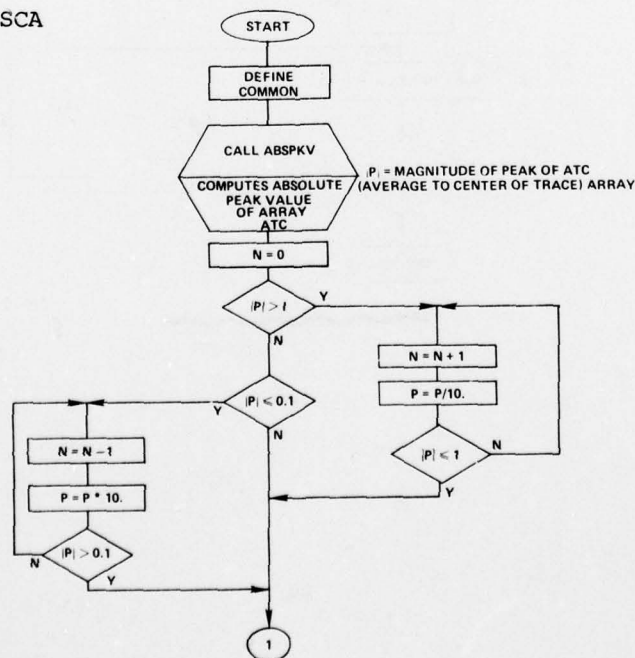 SCA
START
DEFINE
COMMON
CALL ABSPKV
COMPUTES ABSOLUTE
PEAK VALUE
OF ARRAY
ATC
|P| = MAGNITUDE OF PEAK OF ATC
(AVERAGE TO CENTER OF TRACE) ARRAY
N = 0
|P| > 1
Y
N
N = N + 1
P = P/10.
|P| ≤ 1
N
Y
|P| ≤ 0.1
Y
N
N = N - 1
P = P * 10.
|P| > 0.1
N
Y
1